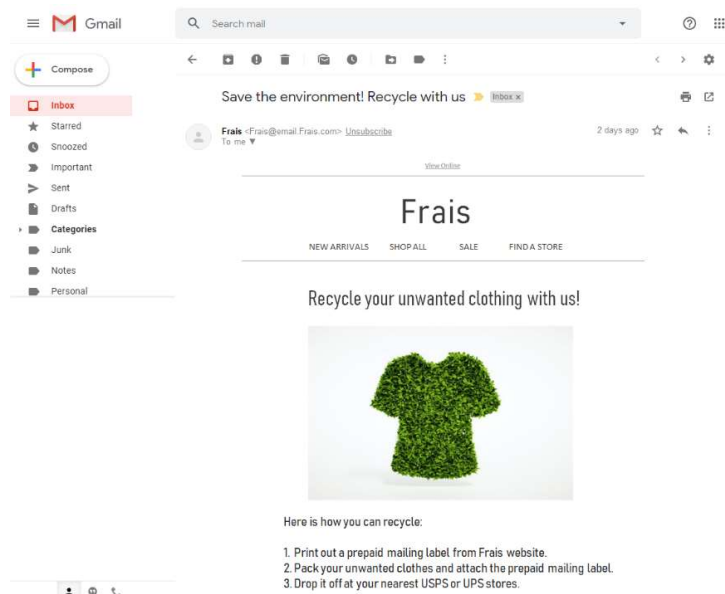 Gmail
Search mail
Compose
Inbox
Starred
Snoozed
Important
Sent
Drafts
Categories
Junk
Notes
Personal
Save the environment! Recycle with us Inbox x
Frais <Frais@email.Frais.com> Unsubscribe 2 days ago
To me ▼
View Online
Frais
NEW ARRIVALS SHOP ALL SALE FIND A STORE
Recycle your unwanted clothing with us!
Here is how you can recycle:
1. Print out a prepaid mailing label from Frais website.
2. Pack your unwanted clothes and attach the prepaid mailing label.
3. Drop it off at your nearest USPS or UPS stores.